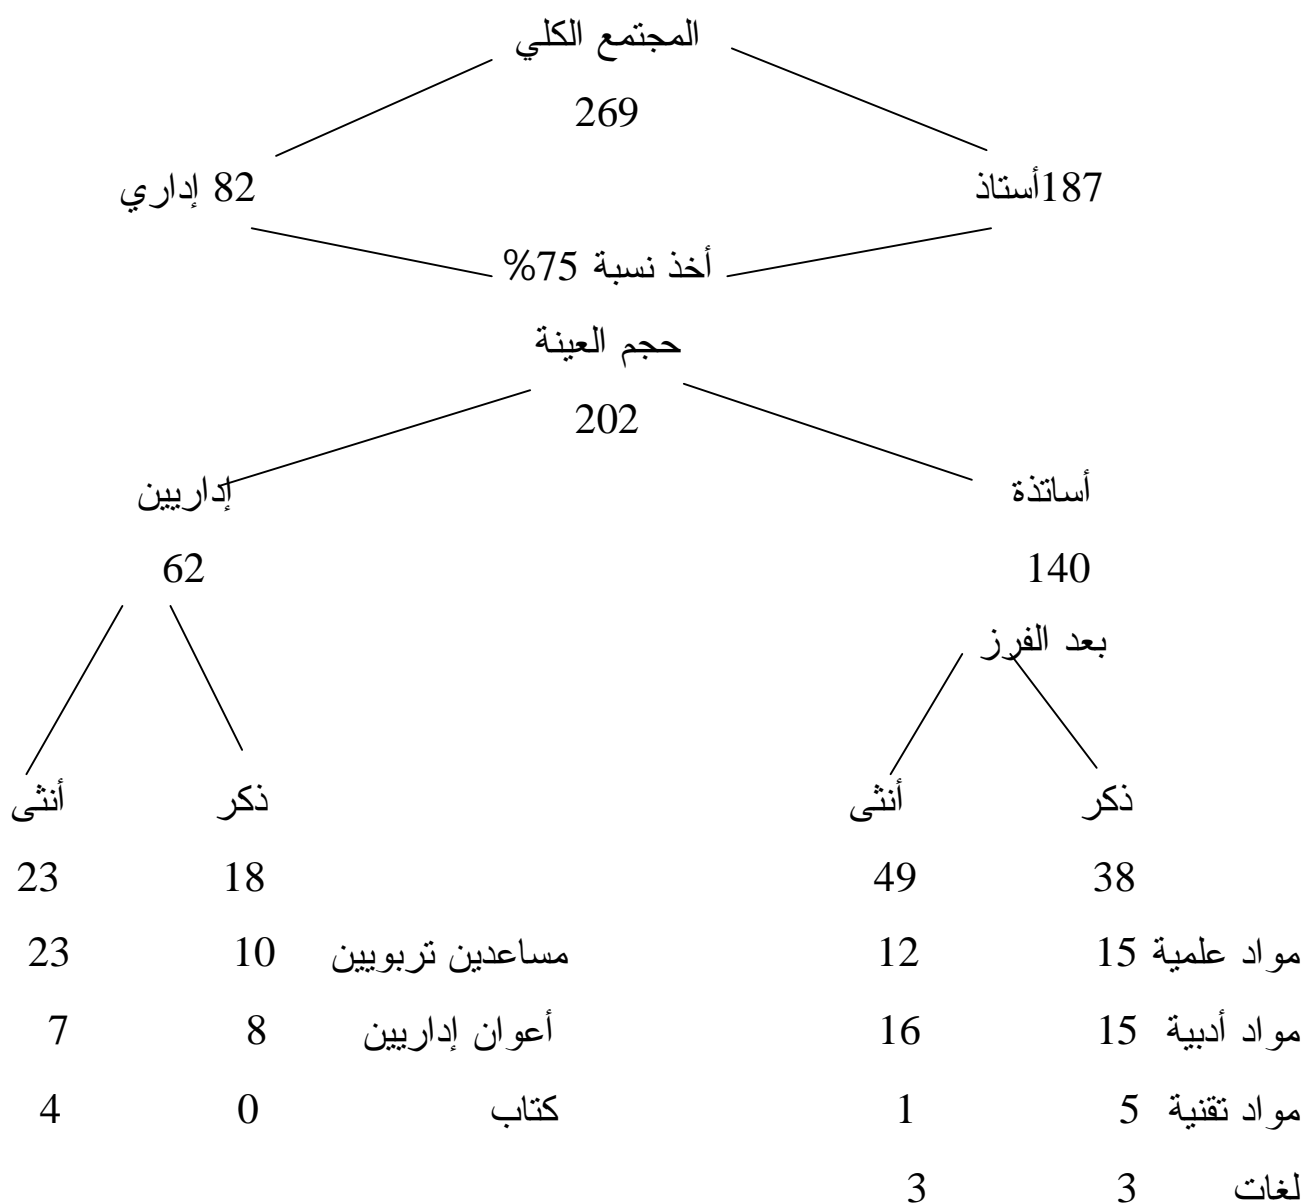 المجتمع الكلي
269
187أستاذ 82 إداري
أخذ نسبة 75%
حجم العينة
202
أساتذة إداريين
140 62
بعد الفرز
ذكر أنثى ذكر أنثى
38 49 18 23
مواد علمية 15 12 مساعدين تربويين 10 23
مواد أدبية 15 16 أعوان إداريين 8 7
مواد تقنية 5 1 كتاب 0 4
لغات 3 3